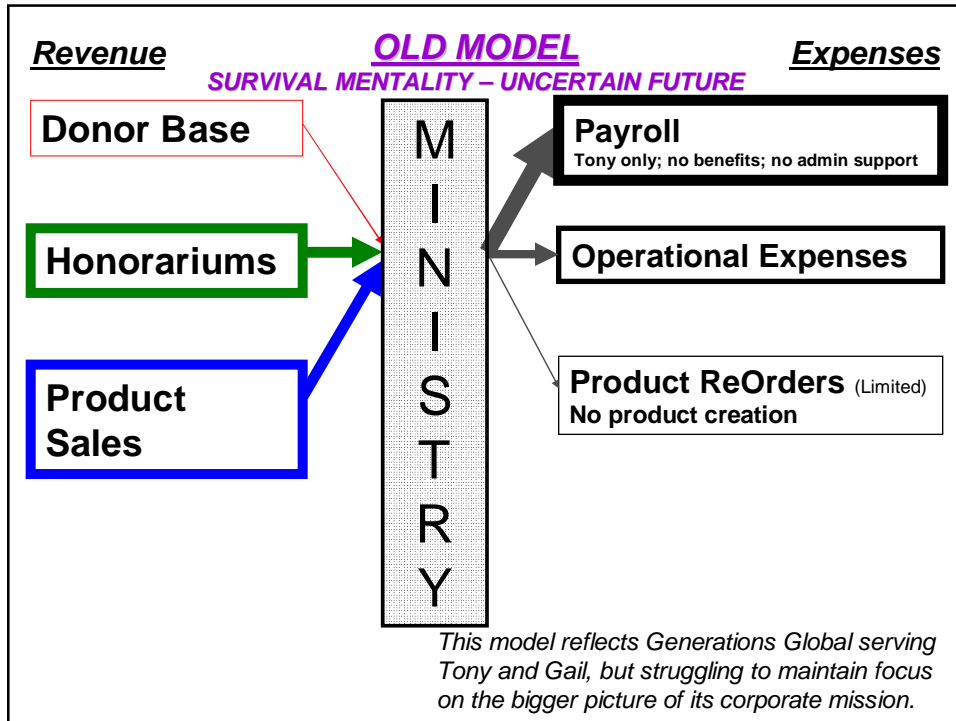 Revenue
OLD MODEL
Expenses
SURVIVAL MENTALITY – UNCERTAIN FUTURE
Donor Base
Honorariums
Product
Sales
M
I
N
I
S
T
R
Y
Payroll
Tony only; no benefits; no admin support
Operational Expenses
Product ReOrders (Limited)
No product creation
This model reflects Generations Global serving
Tony and Gail, but struggling to maintain focus
on the bigger picture of its corporate mission.